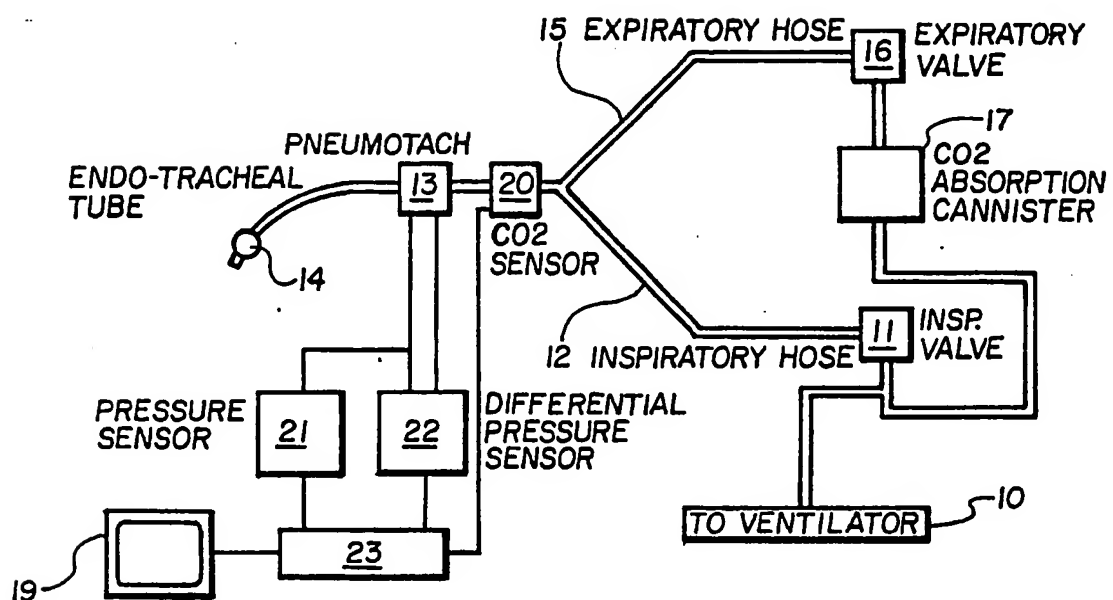 15 EXPIRATORY HOSE
16
EXPIRATORY
VALVE
17
CO2
ABSORPTION
CANNISTER
PNEUMOTACH
ENDO-TRACHEAL
TUBE
13
20
CO2
SENSOR
14
12 INSPIRATORY HOSE
11
INSP.
VALVE
PRESSURE
SENSOR
21
22
DIFFERENTIAL
PRESSURE
SENSOR
TO VENTILATOR
10
23
19